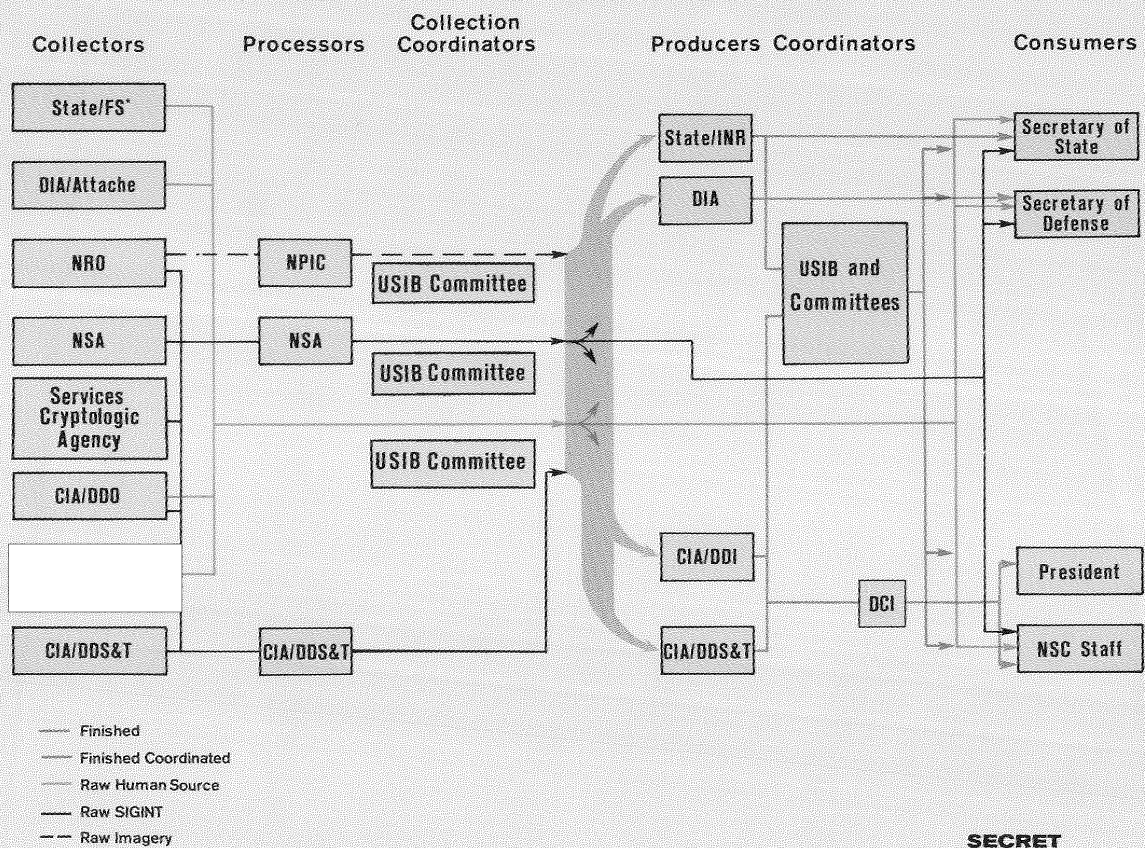 Collection
Collectors Processors Coordinators Producers Coordinators Consumers
State/FS*
DIA/Attache
NRO
NSA
Services
Cryptologic
Agency
CIA/DDO
CIA/DDS&T
NPIC
NSA
CIA/DDS&T
USIB Committee
USIB Committee
USIB Committee
State/INR
DIA
CIA/DDI
CIA/DDS&T
USIB and
Committees
DCI
Secretary of
State
Secretary of
Defense
President
NSC Staff
Finished
Finished Coordinated
Raw Human Source
Raw SIGINT
Raw Imagery
SECRET